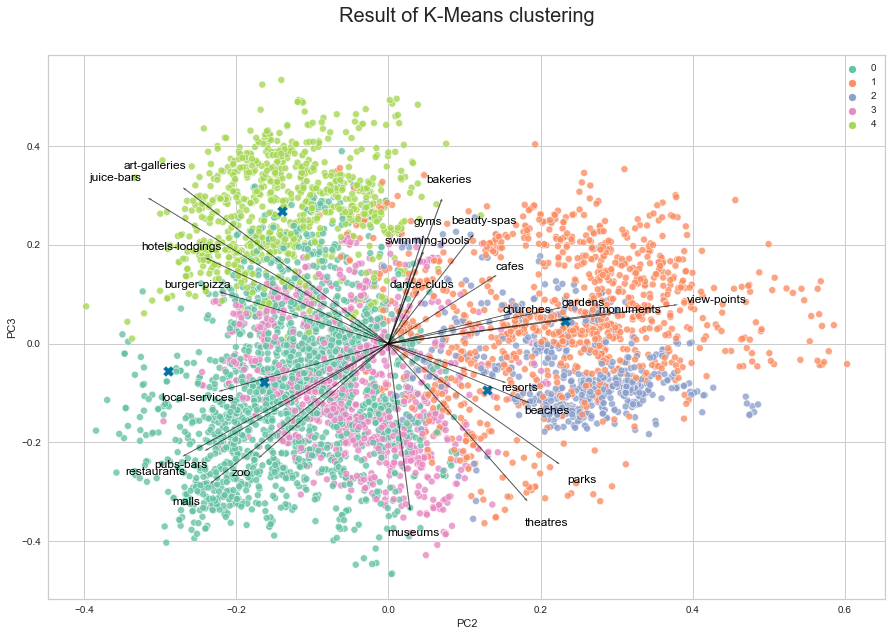 Result of K-Means clustering
0
1
2
3
4
art-galleries
juice-bars
bakeries
gyms
beauty-spas
swimming-pools
hotels-lodgings
cafes
burger-pizza
dance-clubs
gardens
view-points
churches
monuments
resorts
local-services
beaches
pubs-bars
restaurants
zoo
parks
malls
theatres
museums
PC3
0.4
0.2
0.0
−0.2
−0.4
−0.4
−0.2
0.0
0.2
0.4
0.6
PC2